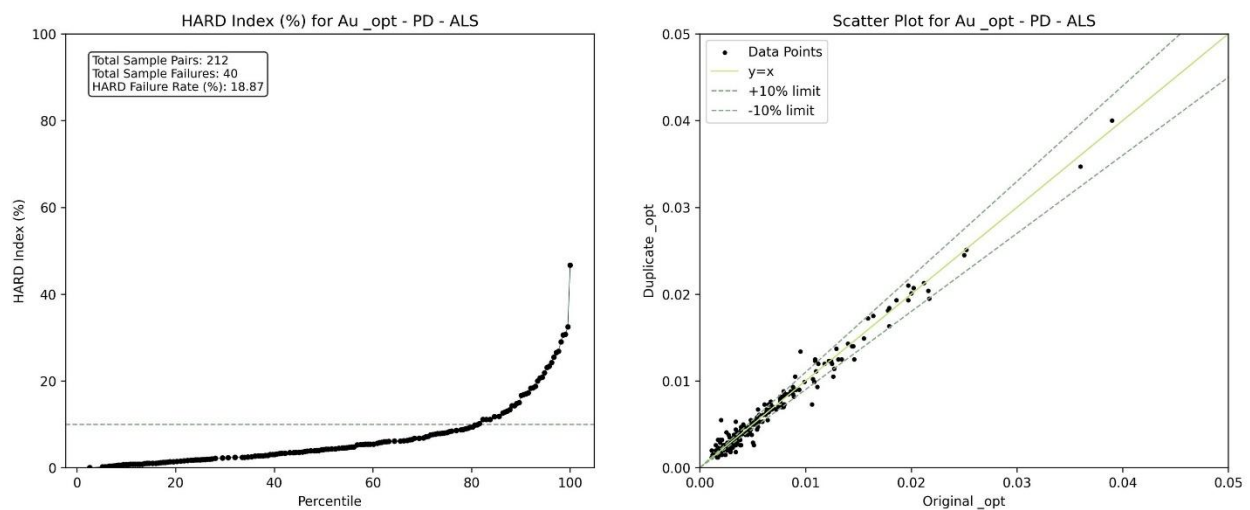 HARD Index (%) for Au _opt - PD - ALS
100
80
60
40
20
0
HARD Index (%)
Total Sample Pairs: 212
Total Sample Failures: 40
HARD Failure Rate (%): 18.87
0 20 40 60 80 100
Percentile
Scatter Plot for Au _opt - PD - ALS
0.05
0.04
0.03
0.02
0.01
0.00
Duplicate _opt
Data Points
y=x
+10% limit
-10% limit
0.00 0.01 0.02 0.03 0.04 0.05
Original _opt